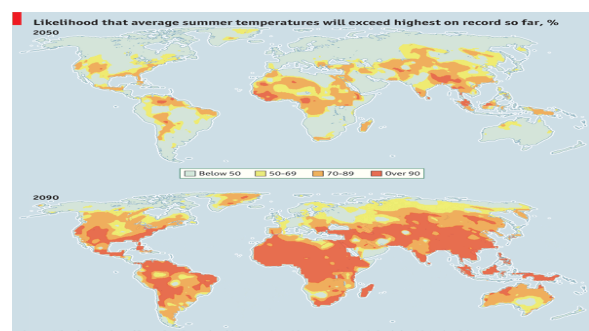 Likelihood that average summer temperatures will exceed highest on record so far, %
2050
Below 50 50–69 70–89 Over 90
2090